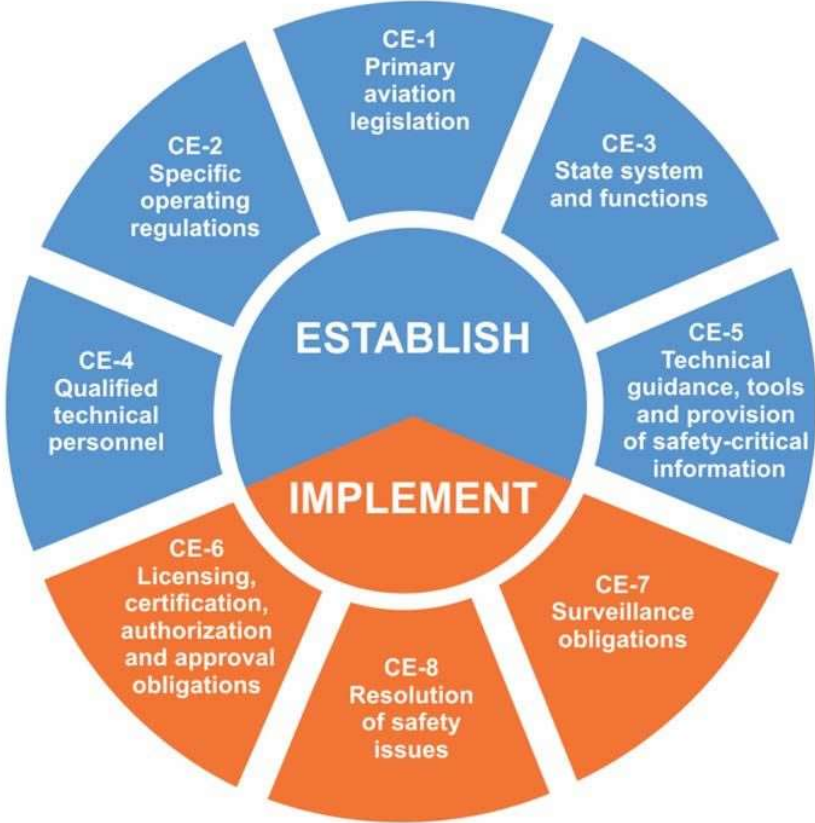 CE-1
Primary
aviation
legislation
CE-2
Specific
operating
regulations
CE-3
State system
and functions
ESTABLISH
CE-4
Qualified
technical
personnel
CE-5
Technical
guidance, tools
and provision
of safety-critical
information
IMPLEMENT
CE-6
Licensing,
certification,
authorization
and approval
obligations
CE-7
Surveillance
obligations
CE-8
Resolution
of safety
issues